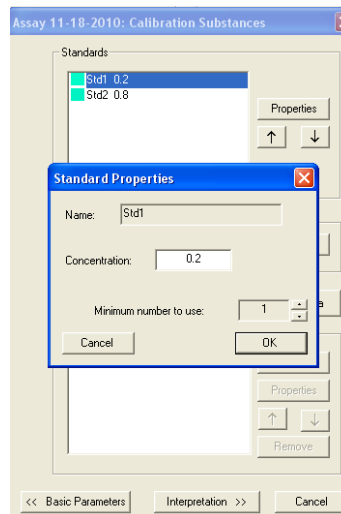 Assay 11-18-2010: Calibration Substances
Standards
Std1 0.2
Std2 0.8
Properties
↑ ↓
Standard Properties
Name: Std1
Concentration: 0.2
Minimum number to use: 1
Cancel OK
Properties
↑ ↓
Remove
<< Basic Parameters Interpretation >> Cancel